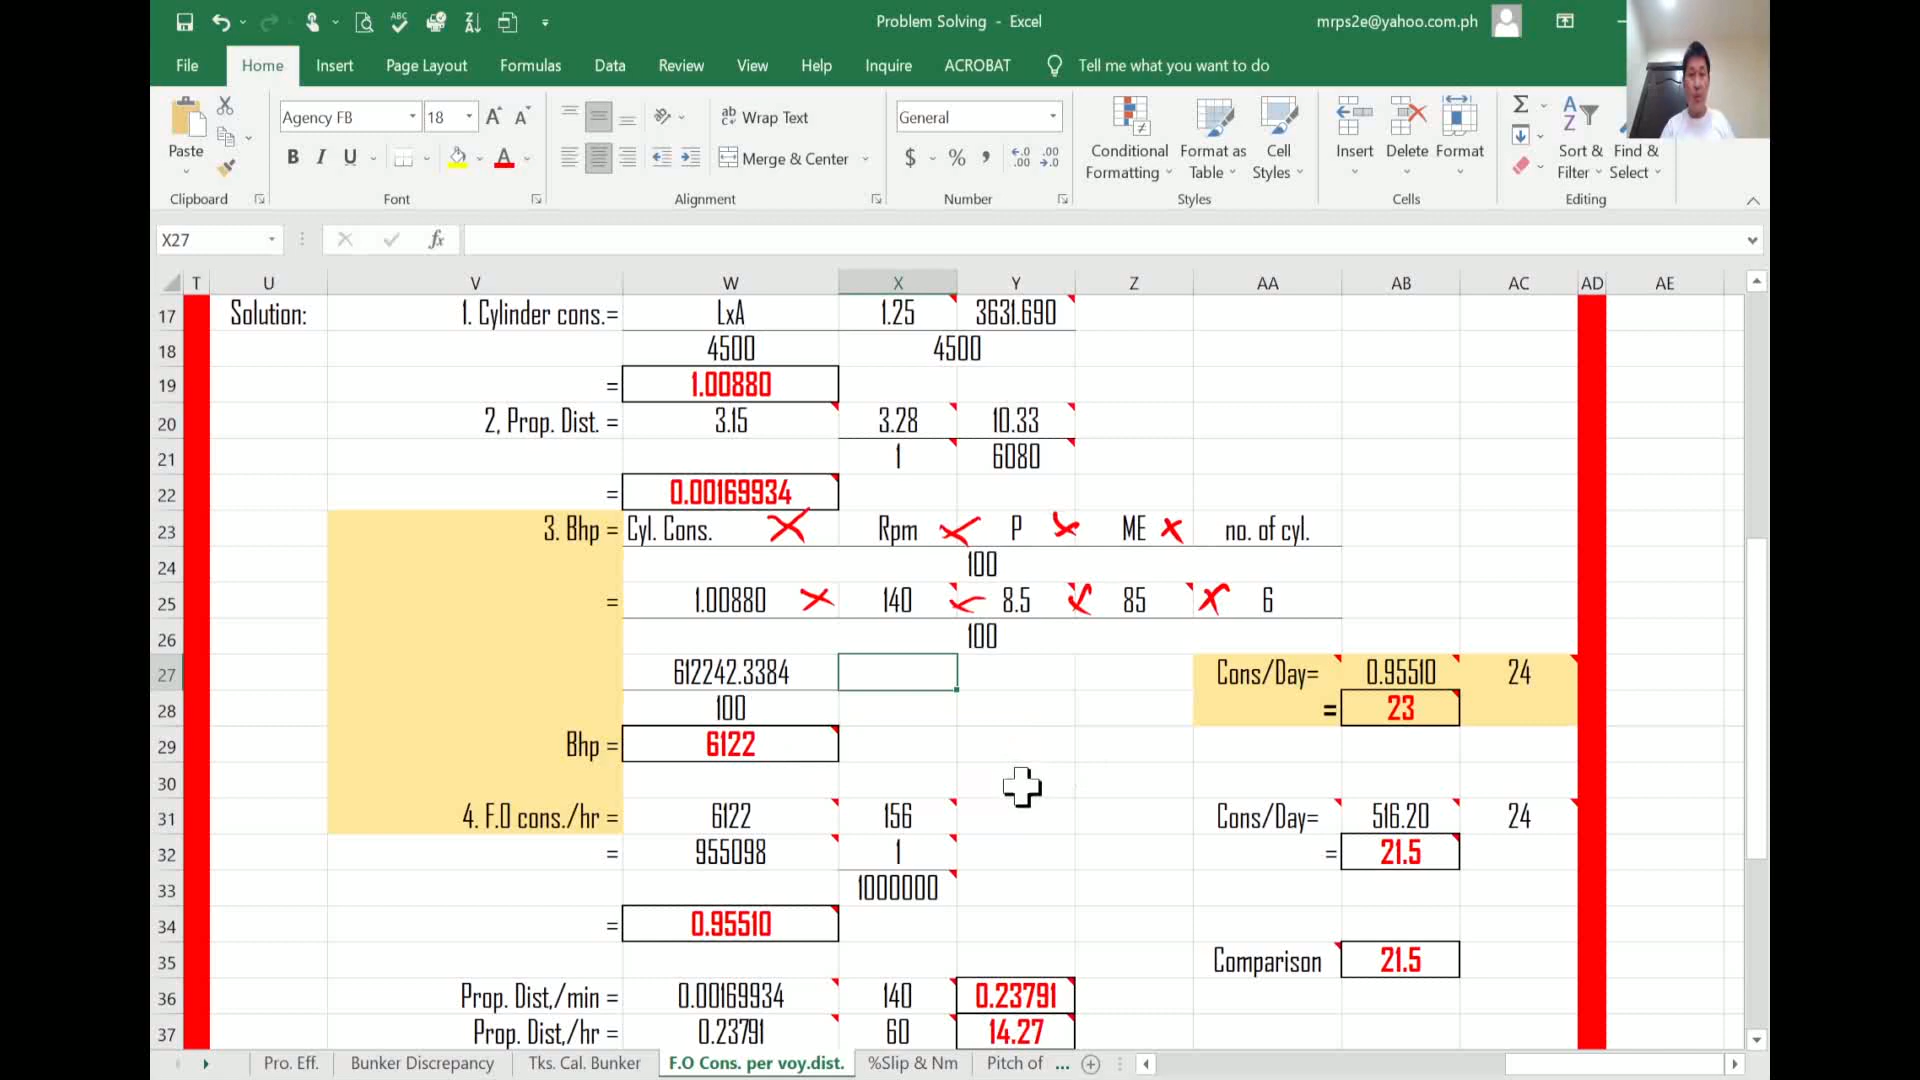 Problem Solving - Excel
mrps2e@yahoo.com.ph
File Home Insert Page Layout Formulas Data Review View Help Inquire ACROBAT Tell me what you want to do
Paste
Clipboard
Agency FB 18
B I U
Font
Wrap Text
Merge & Center
Alignment
General
$ %
Number
Conditional Formatting
Format as Table
Cell Styles
Styles
Insert Delete Format
Cells
Sort & Filter
Find & Select
Editing
X27
fx
T U V W X Y Z AA AB AC AD AE
17 Solution: 1. Cylinder cons.= LxA 1.25 3631.690
18 4500 4500
19 = 1.00880
20 2, Prop. Dist. = 3.15 3.28 10.33
21 1 6080
22 = 0.00169934
23 3. Bhp = Cyl. Cons. Rpm P ME no. of cyl.
24 100
25 = 1.00880 140 8.5 85 6
26 100
27 612242.3384 Cons/Day= 0.95510 24
28 100 = 23
29 Bhp = 6122
30
31 4. F.O cons./hr = 6122 156 Cons/Day= 516.20 24
32 = 955098 1 = 21.5
33 1000000
34 = 0.95510
35 Comparison 21.5
36 Prop. Dist,/min = 0.00169934 140 0.23791
37 Prop. Dist,/hr = 0.23791 60 14.27
Pro. Eff. Bunker Discrepancy Tks. Cal. Bunker F.O Cons. per voy.dist. %Slip & Nm Pitch of ...